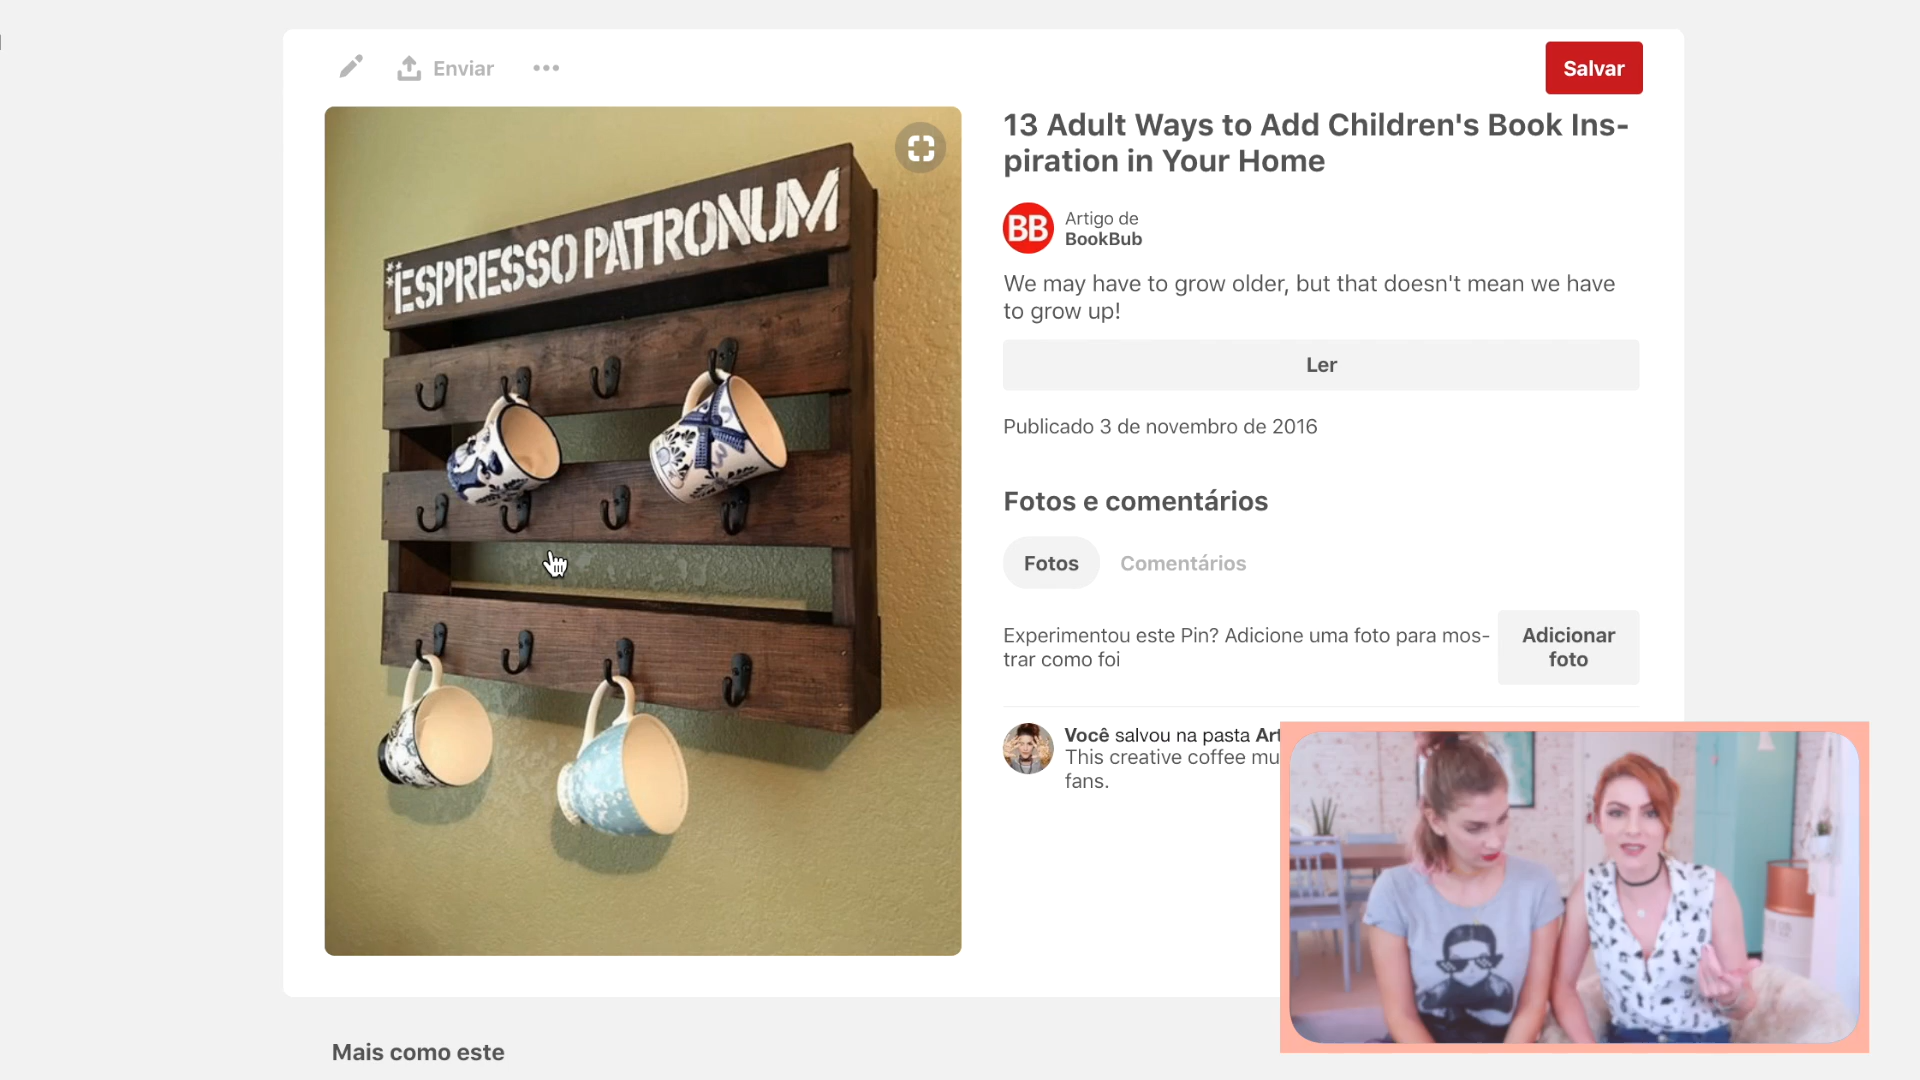 Enviar
Salvar
ESPRESSO PATRONUM
13 Adult Ways to Add Children's Book Ins-
piration in Your Home
BB
Artigo de
BookBub
We may have to grow older, but that doesn't mean we have
to grow up!
Ler
Publicado 3 de novembro de 2016
Fotos e comentários
Fotos
Comentários
Experimentou este Pin? Adicione uma foto para mos-
trar como foi
Adicionar
foto
Você salvou na pasta Art
This creative coffee mu
fans.
Mais como este